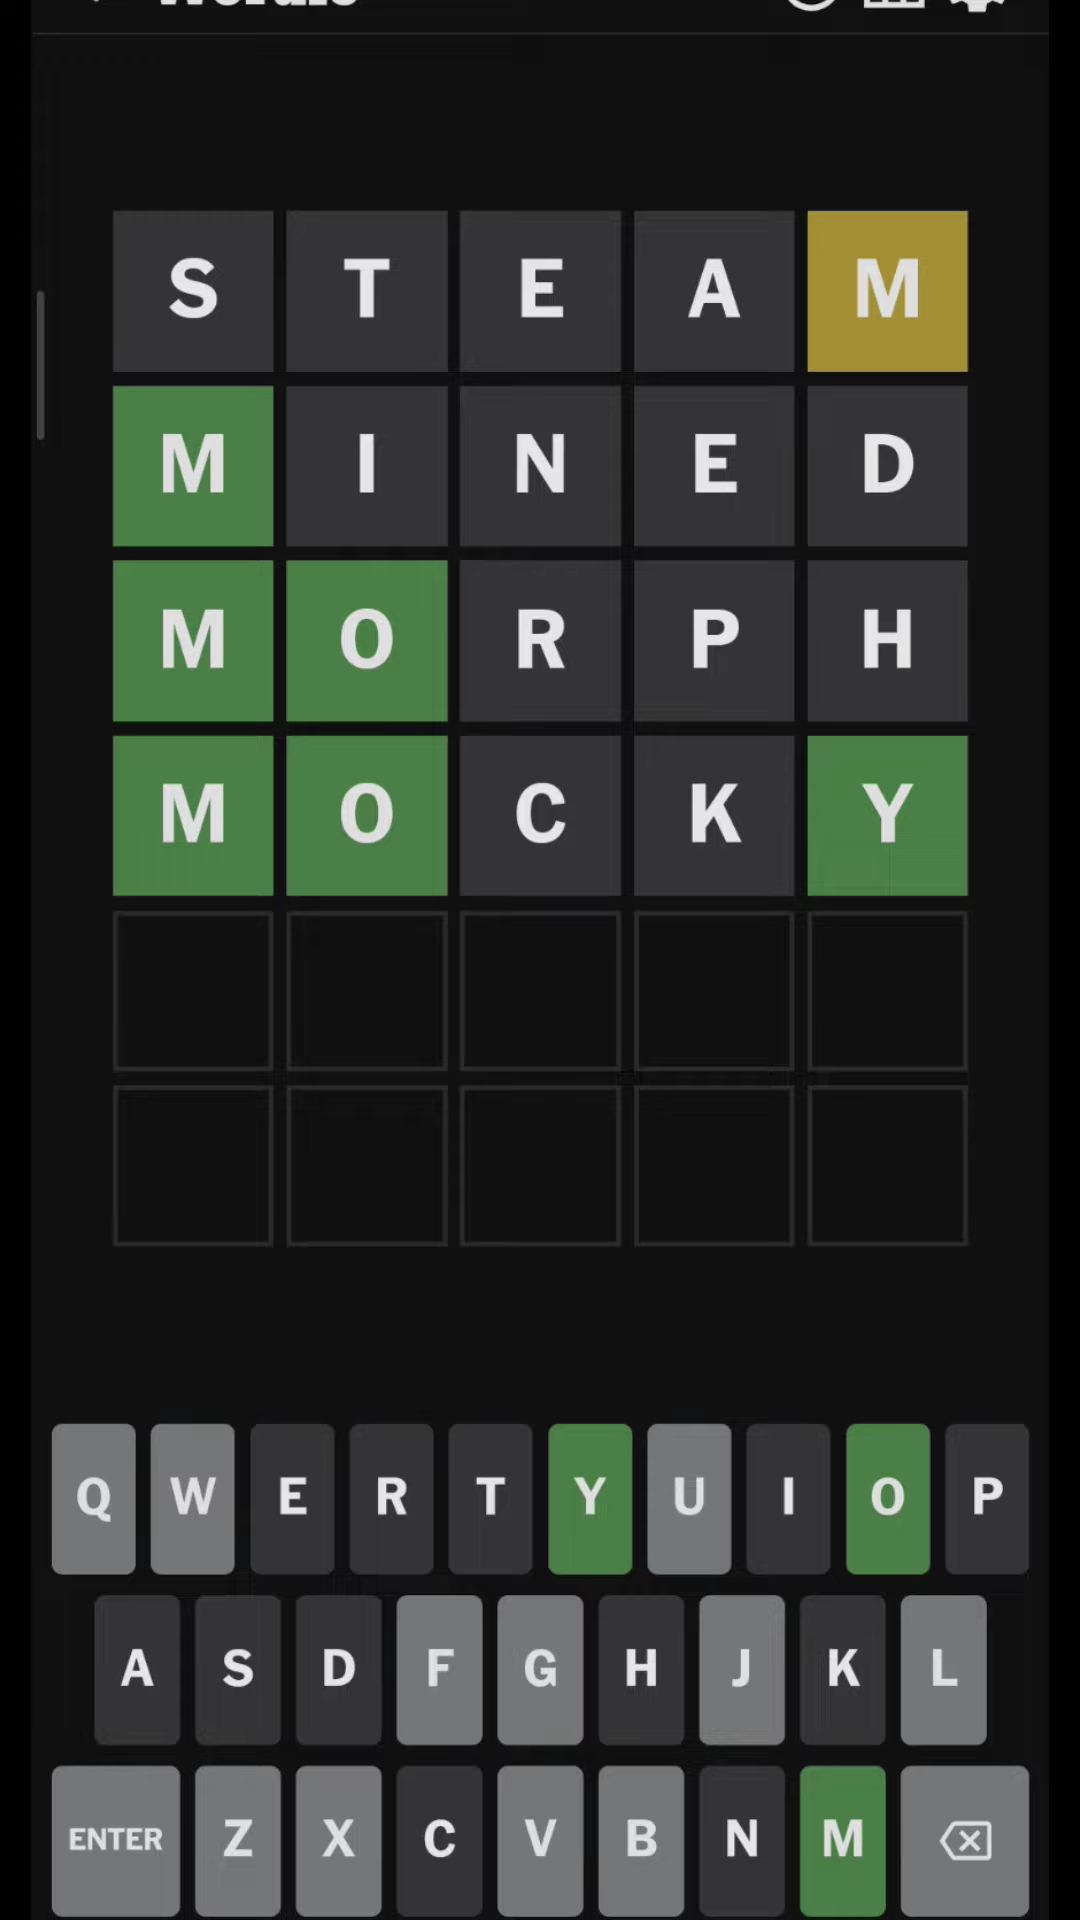 STEAM
MINED
MORPH
MOCKY
QWERTYUIOP
ASDFGHJKL
ENTER ZXCVBNM